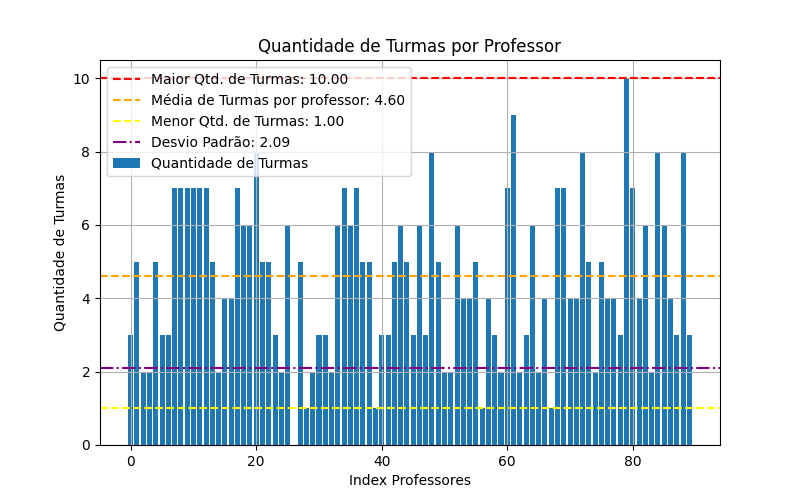 Quantidade de Turmas por Professor
Maior Qtd. de Turmas: 10.00
Média de Turmas por professor: 4.60
Menor Qtd. de Turmas: 1.00
Desvio Padrão: 2.09
Quantidade de Turmas
Quantidade de Turmas
10
8
6
4
2
0
0 20 40 60 80
Index Professores